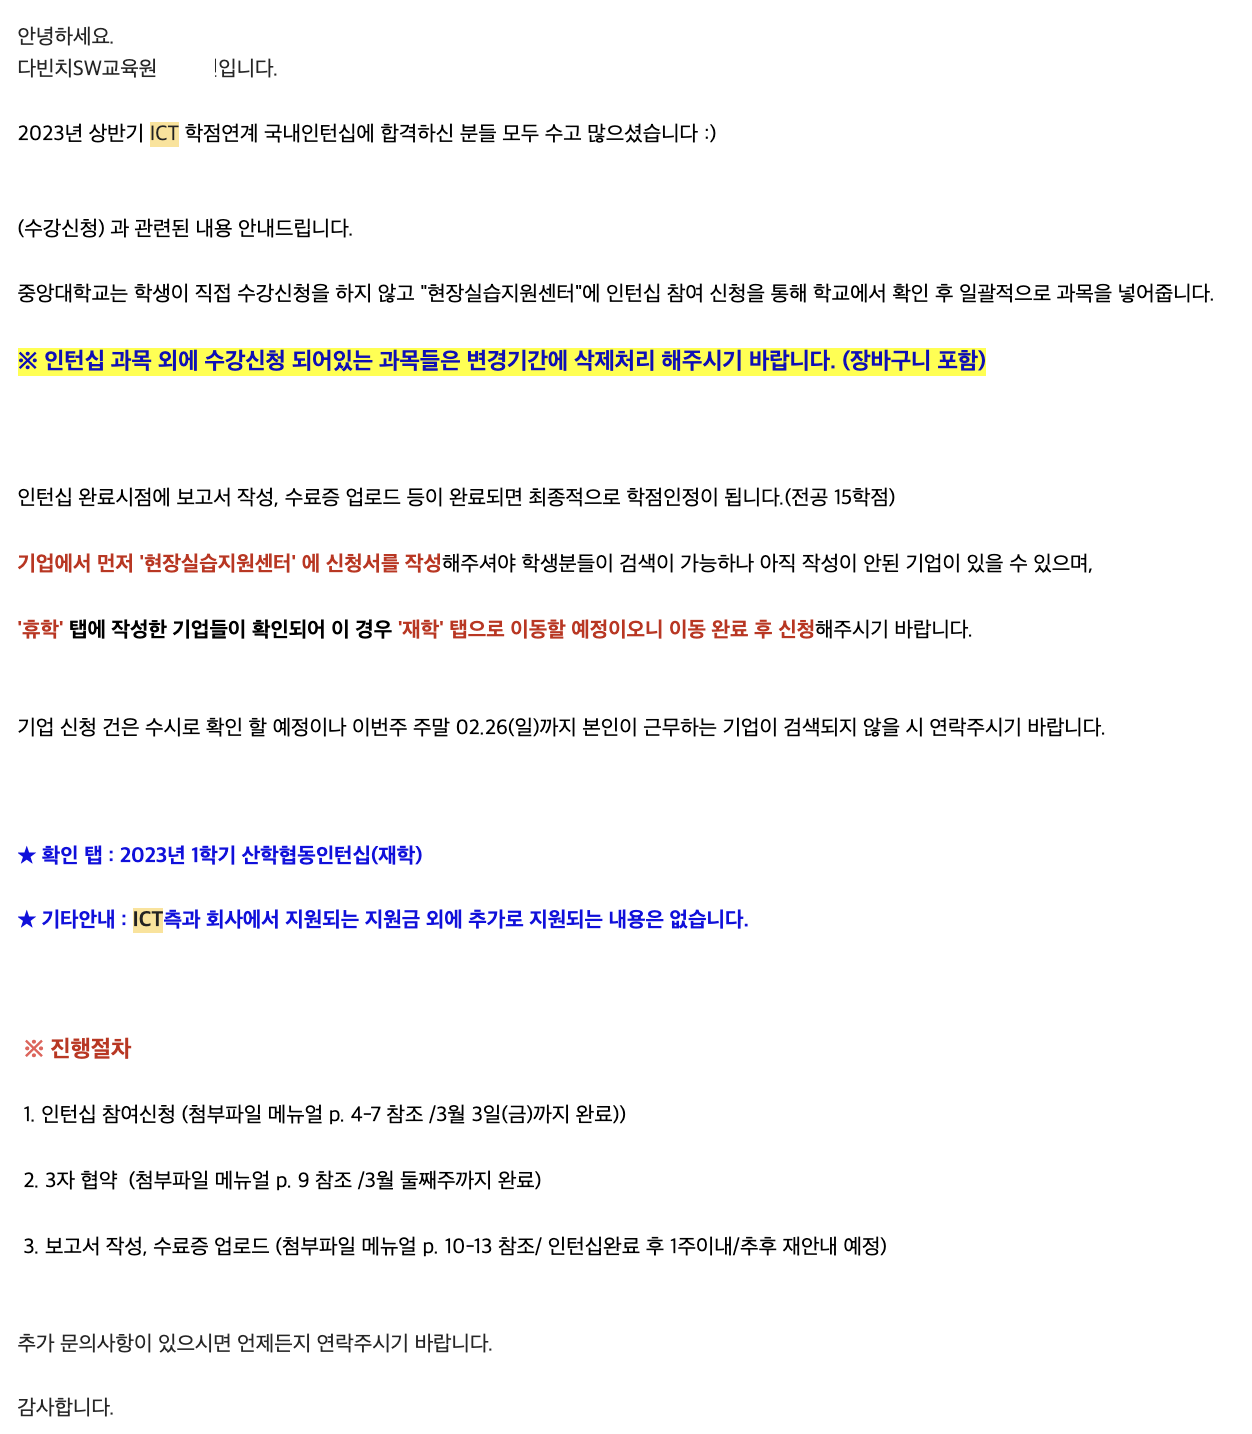 안녕하세요.
다빈치SW교육원 입니다.
2023년 상반기 ICT 학점연계 국내인턴십에 합격하신 분들 모두 수고 많으셨습니다 :)
(수강신청) 과 관련된 내용 안내드립니다.
중앙대학교는 학생이 직접 수강신청을 하지 않고 "현장실습지원센터"에 인턴십 참여 신청을 통해 학교에서 확인 후 일괄적으로 과목을 넣어줍니다.
※ 인턴십 과목 외에 수강신청 되어있는 과목들은 변경기간에 삭제처리 해주시기 바랍니다. (장바구니 포함)
인턴십 완료시점에 보고서 작성, 수료증 업로드 등이 완료되면 최종적으로 학점인정이 됩니다.(전공 15학점)
기업에서 먼저 '현장실습지원센터' 에 신청서를 작성해주셔야 학생분들이 검색이 가능하나 아직 작성이 안된 기업이 있을 수 있으며,
'휴학' 탭에 작성한 기업들이 확인되어 이 경우 '재학' 탭으로 이동할 예정이오니 이동 완료 후 신청해주시기 바랍니다.
기업 신청 건은 수시로 확인 할 예정이나 이번주 주말 02.26(일)까지 본인이 근무하는 기업이 검색되지 않을 시 연락주시기 바랍니다.
★ 확인 탭 : 2023년 1학기 산학협동인턴십(재학)
★ 기타안내 : ICT측과 회사에서 지원되는 지원금 외에 추가로 지원되는 내용은 없습니다.
※ 진행절차
1. 인턴십 참여신청 (첨부파일 메뉴얼 p. 4-7 참조 /3월 3일(금)까지 완료))
2. 3자 협약  (첨부파일 메뉴얼 p. 9 참조 /3월 둘째주까지 완료)
3. 보고서 작성, 수료증 업로드 (첨부파일 메뉴얼 p. 10-13 참조/ 인턴십완료 후 1주이내/추후 재안내 예정)
추가 문의사항이 있으시면 언제든지 연락주시기 바랍니다.
감사합니다.